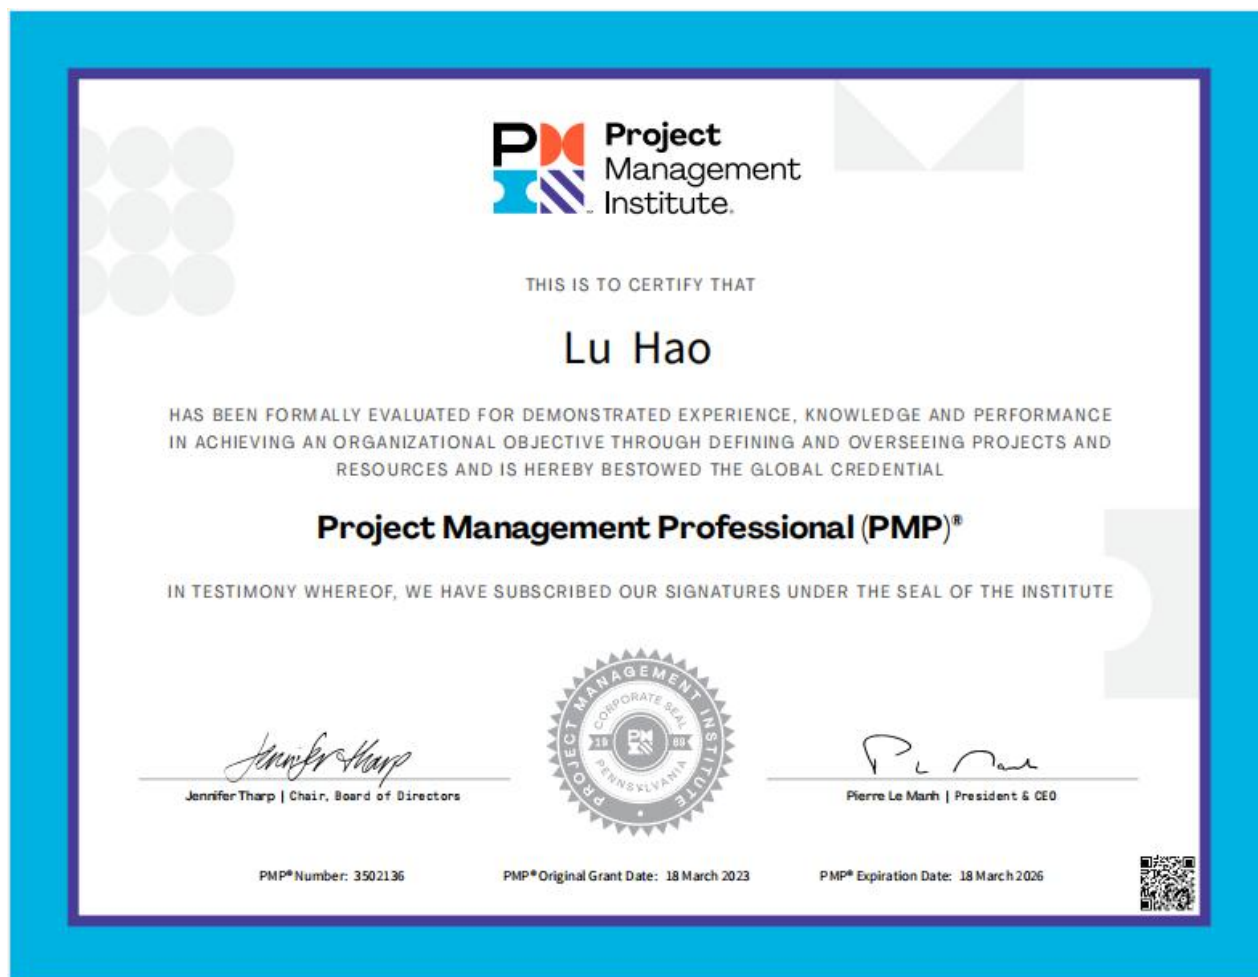 PM
Project
Management
Institute.
THIS IS TO CERTIFY THAT
Lu Hao
HAS BEEN FORMALLY EVALUATED FOR DEMONSTRATED EXPERIENCE, KNOWLEDGE AND PERFORMANCE
IN ACHIEVING AN ORGANIZATIONAL OBJECTIVE THROUGH DEFINING AND OVERSEEING PROJECTS AND
RESOURCES AND IS HEREBY BESTOWED THE GLOBAL CREDENTIAL
Project Management Professional (PMP)®
IN TESTIMONY WHEREOF, WE HAVE SUBSCRIBED OUR SIGNATURES UNDER THE SEAL OF THE INSTITUTE
PROJECT MANAGEMENT INSTITUTE
CORPORATE SEAL
19 69
PENNSYLVANIA
Jennifer Tharp
Jennifer Tharp | Chair, Board of Directors
Pierre Le Manh | President & CEO
PMP® Number: 3502136
PMP® Original Grant Date: 18 March 2023
PMP® Expiration Date: 18 March 2026